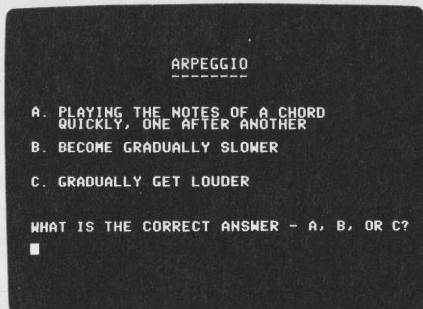 ARPEGGIO
--------
A. PLAYING THE NOTES OF A CHORD
QUICKLY, ONE AFTER ANOTHER
B. BECOME GRADUALLY SLOWER
C. GRADUALLY GET LOUDER
WHAT IS THE CORRECT ANSWER - A, B, OR C?